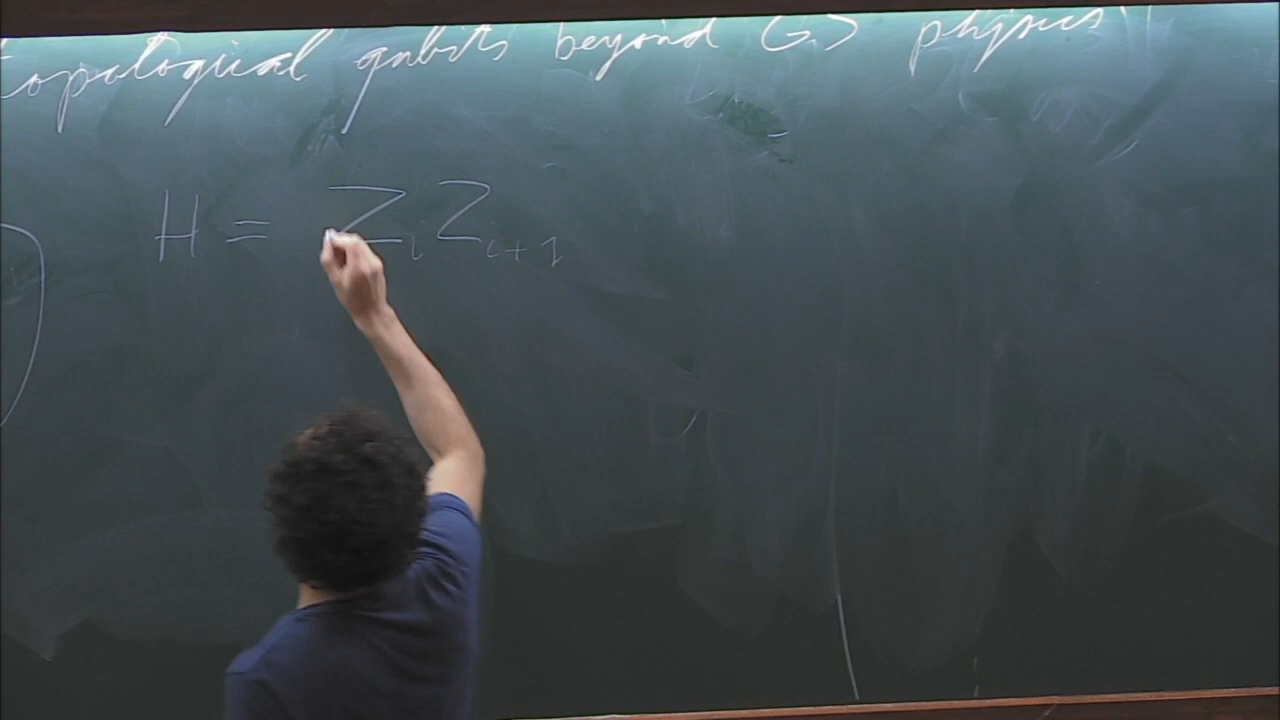 opological qubits beyond GS physics"
H = Z_i Z_{i+1}